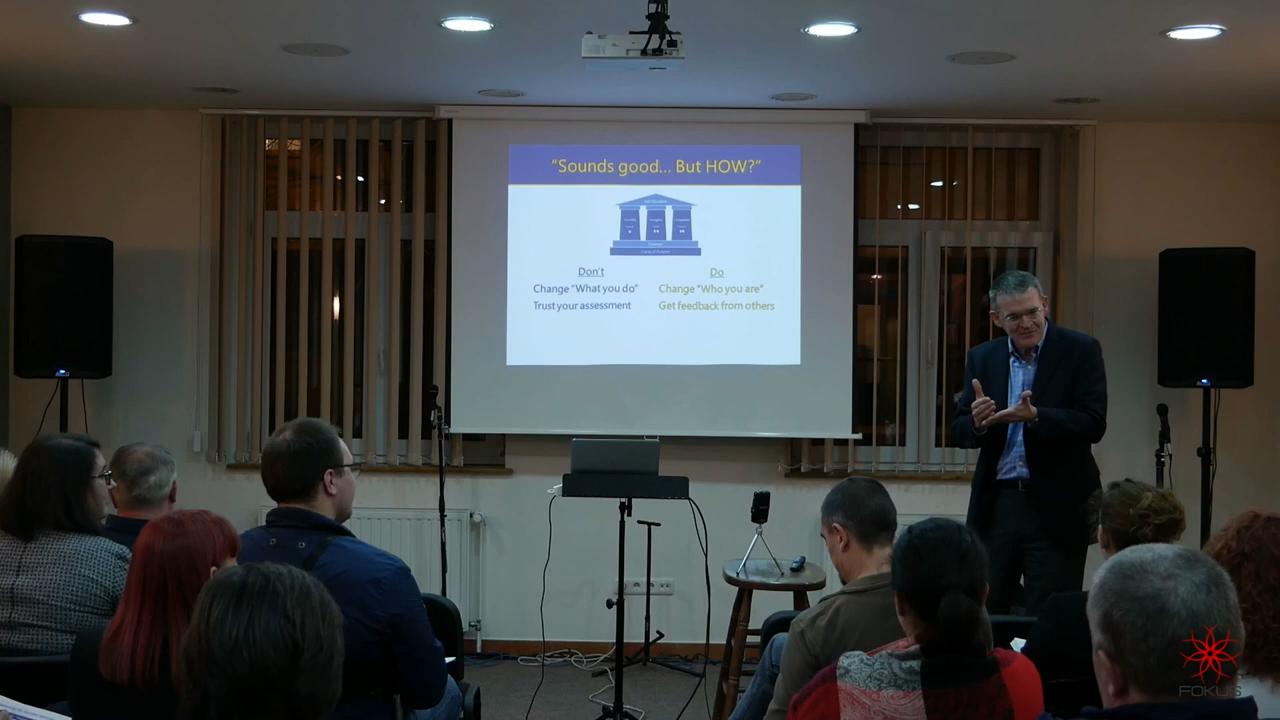 "Sounds good... But HOW?"
Don't
Do
Change "What you do"
Change "Who you are"
Trust your assessment
Get feedback from others
FOKUS